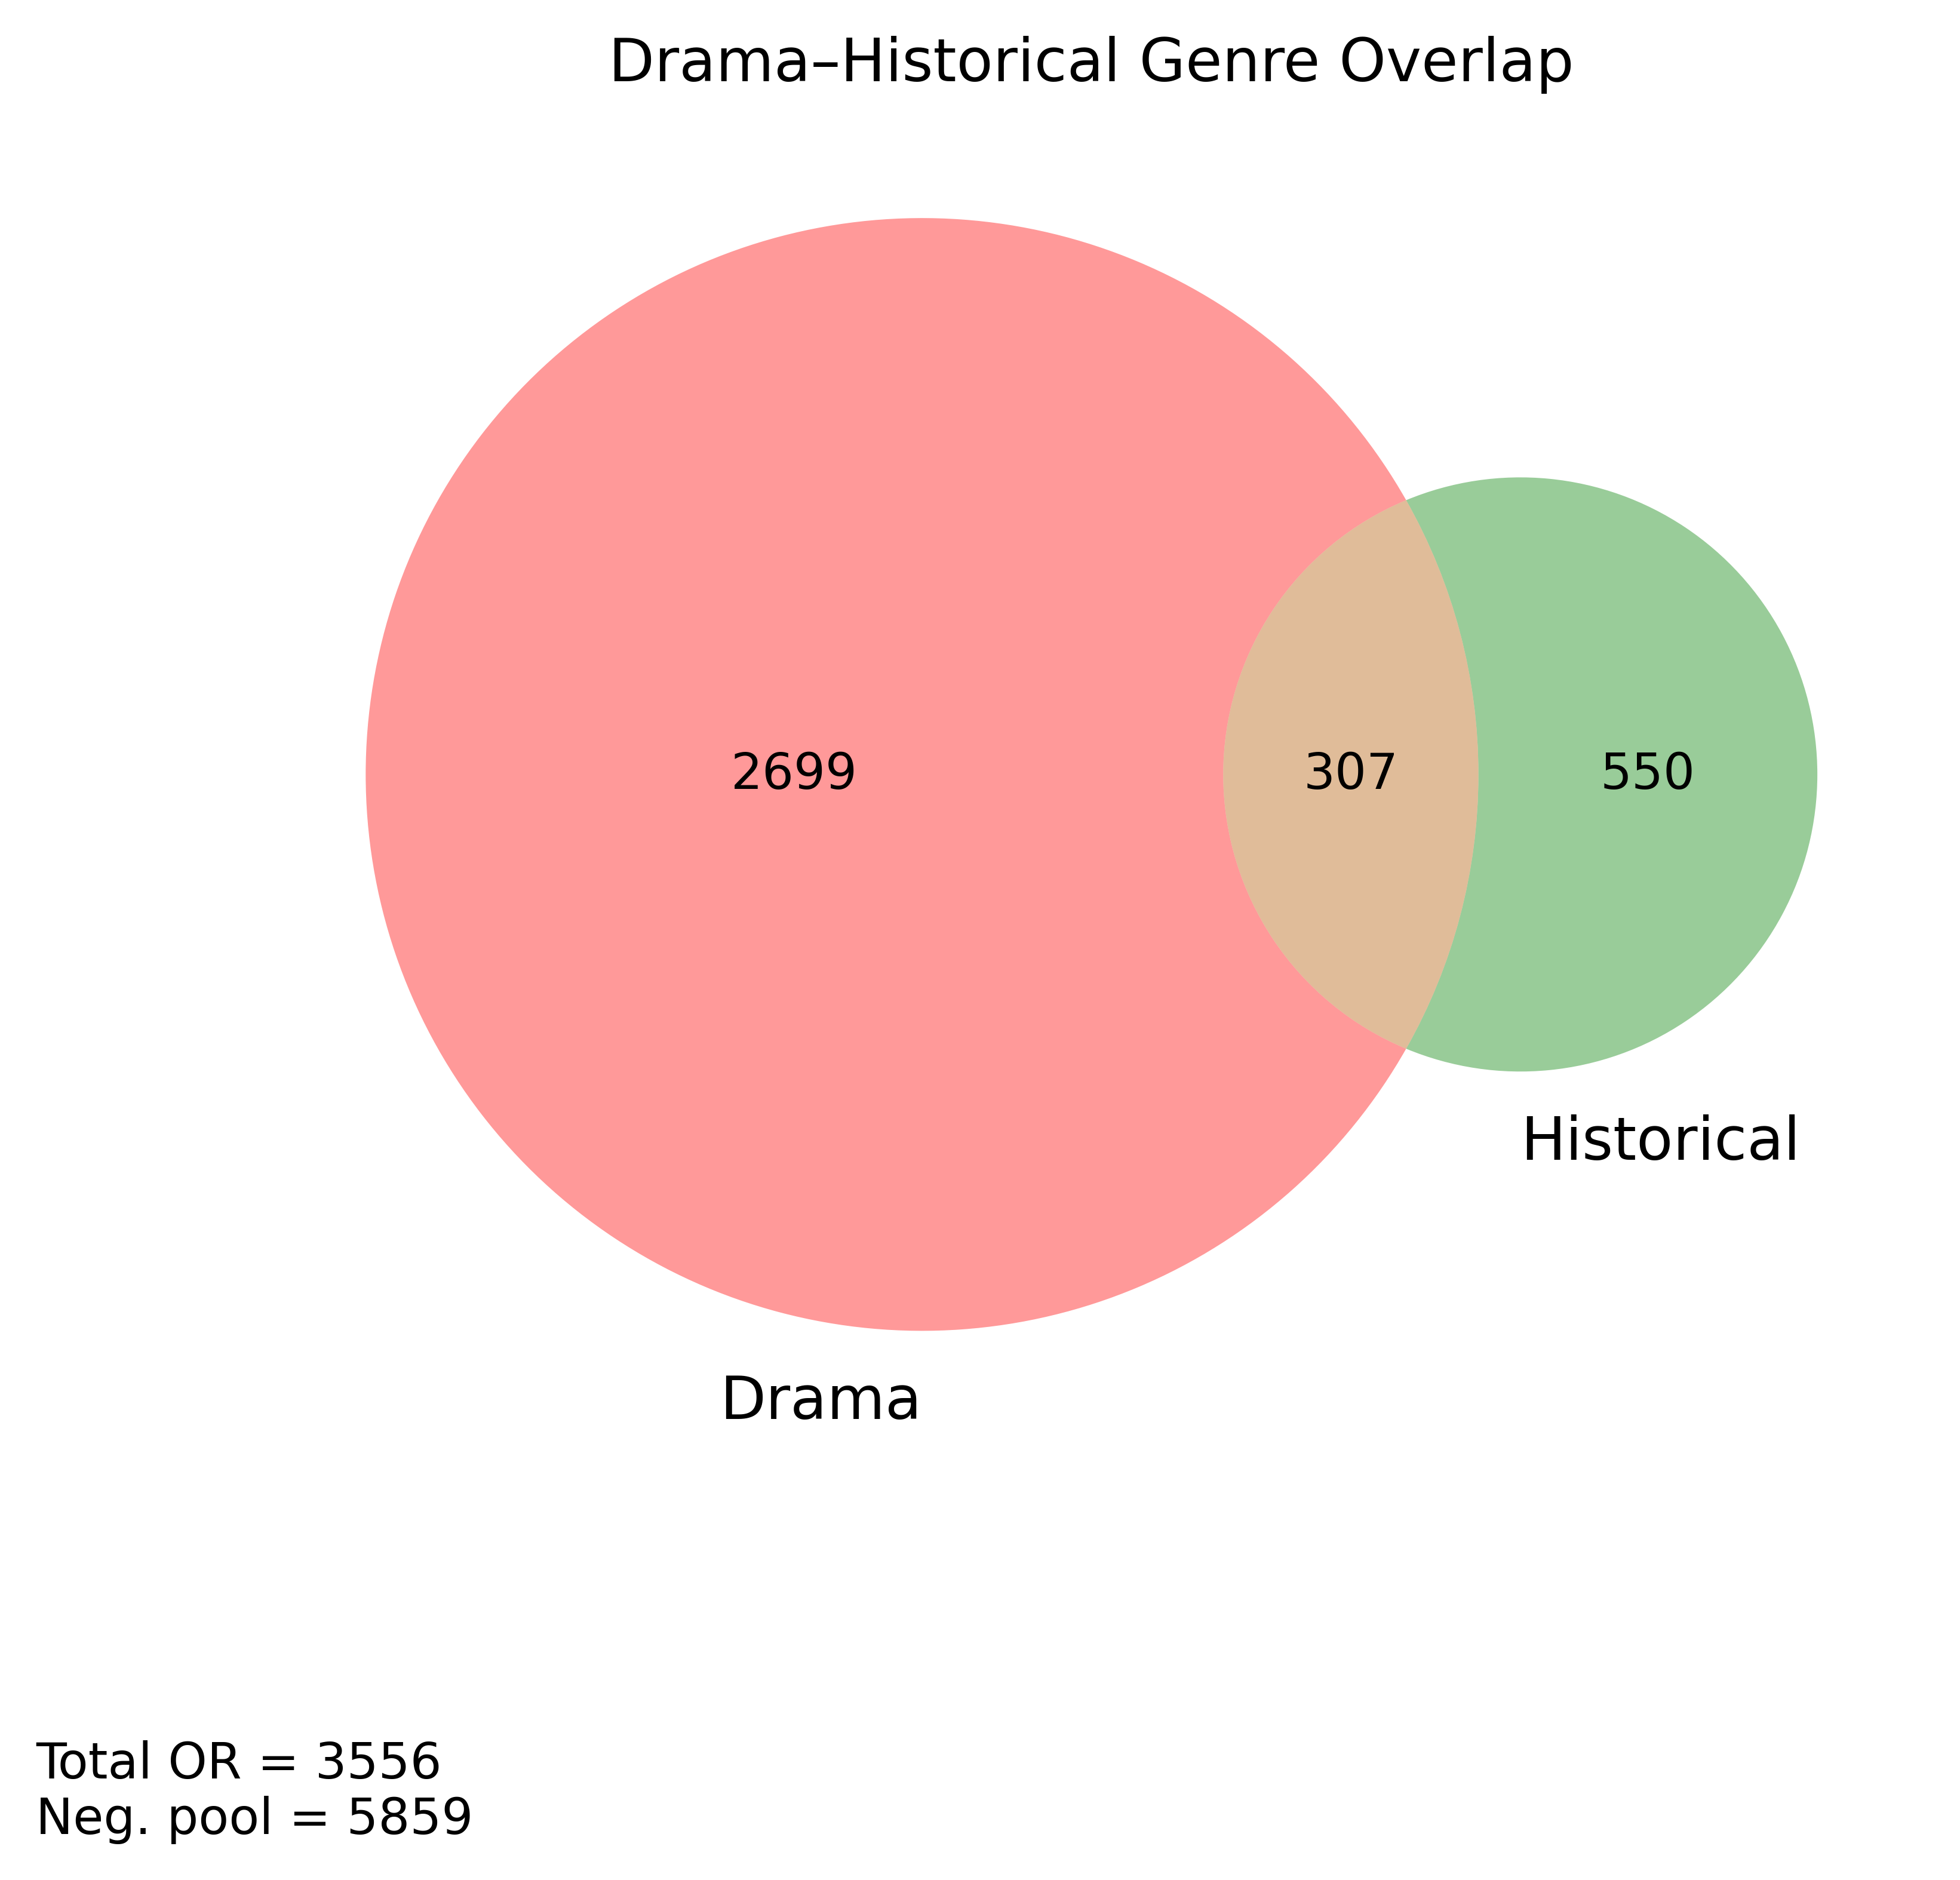 Drama–Historical Genre Overlap
2699
307
550
Historical
Drama
Total OR = 3556
Neg. pool = 5859